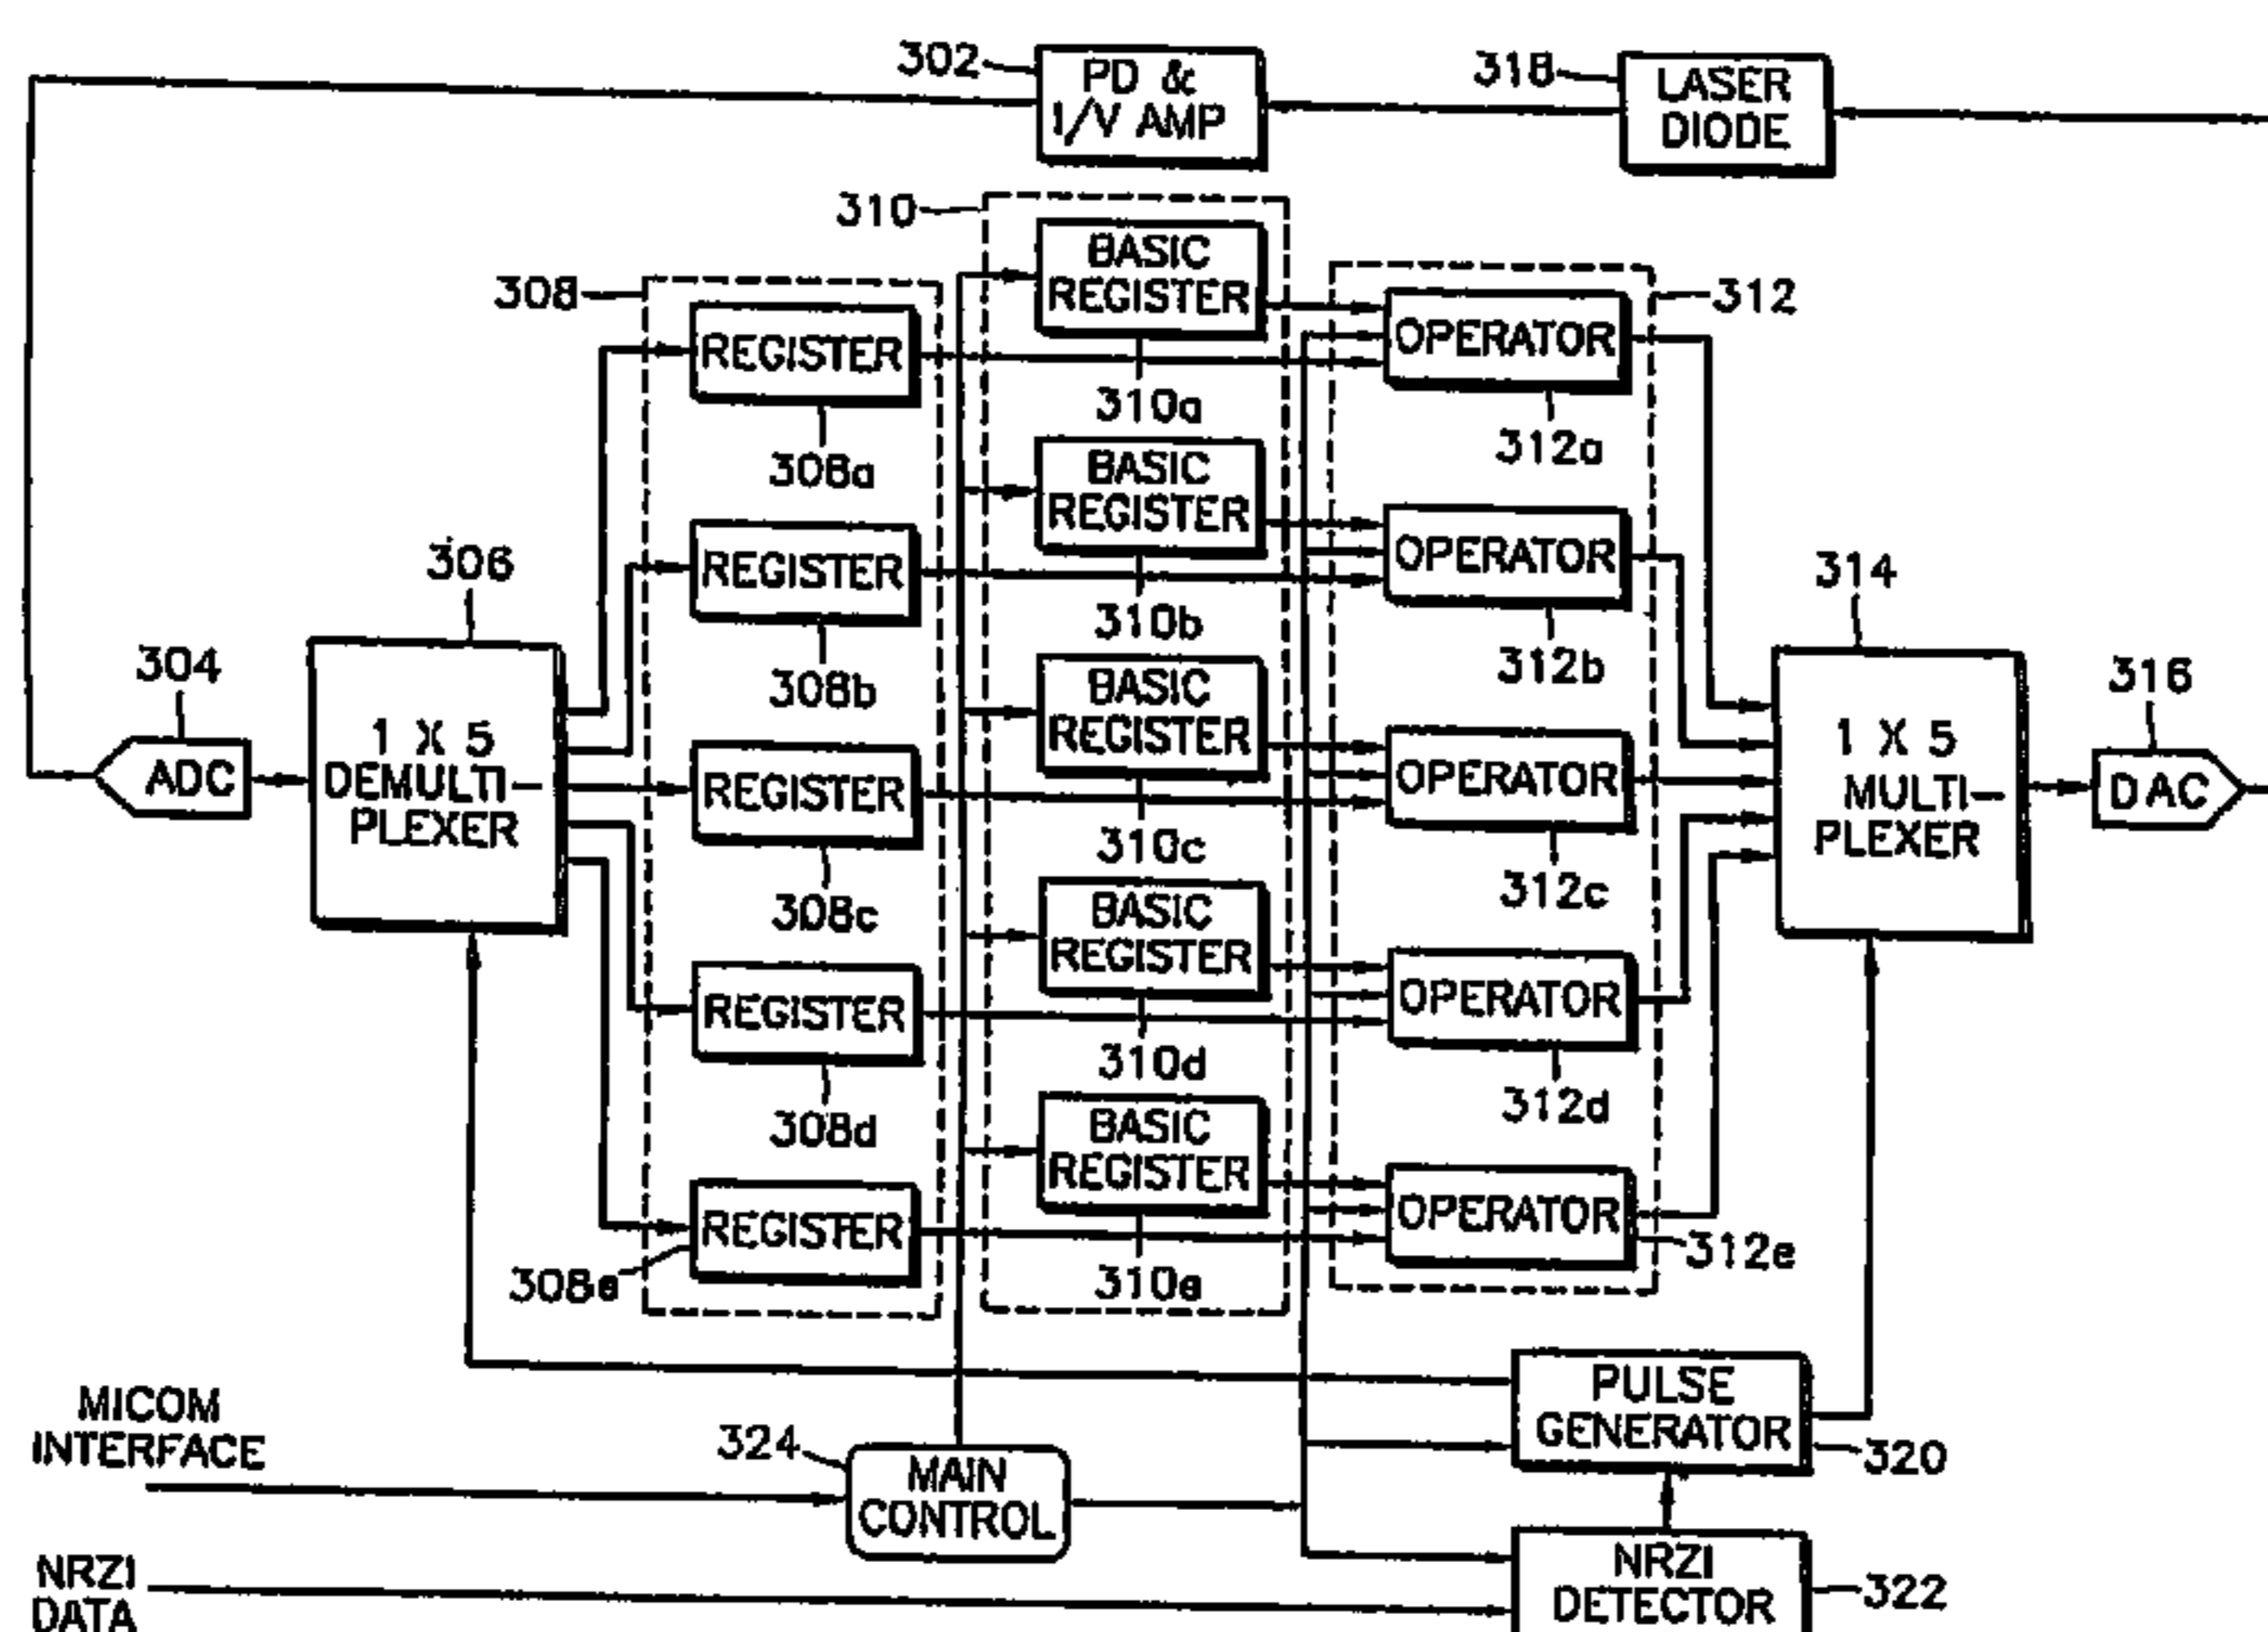 302
PD &
I/V AMP
318
LASER
DIODE
310
BASIC
REGISTER
308
312
REGISTER
OPERATOR
310a
308a
312a
BASIC
REGISTER
306
REGISTER
OPERATOR
314
310b
304
308b
312b
316
BASIC
REGISTER
1 X 5
DEMULTI-
PLEXER
ADC
REGISTER
OPERATOR
1 X 5
MULTI-
PLEXER
DAC
310c
308c
312c
BASIC
REGISTER
REGISTER
OPERATOR
310d
308d
312d
BASIC
REGISTER
REGISTER
OPERATOR
308e
310e
312e
PULSE
GENERATOR
320
MICOM
INTERFACE
324
MAIN
CONTROL
NRZI
DATA
NRZI
DETECTOR
322